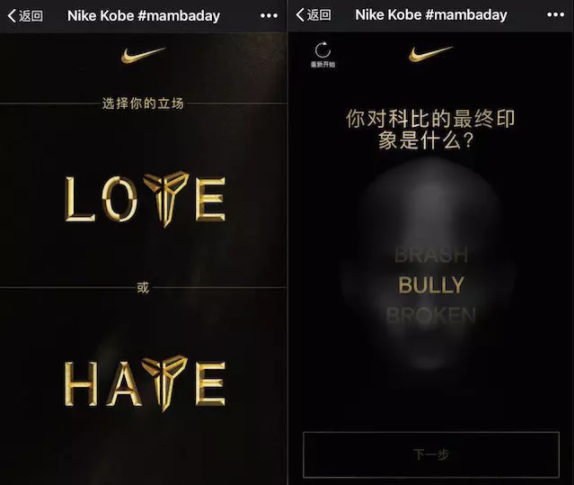 返回
Nike Kobe #mambaday
选择你的立场
LOVE
或
HATE
返回
Nike Kobe #mambaday
重新开始
你对科比的最终印
象是什么?
BRASH
BULLY
BROKEN
下一步